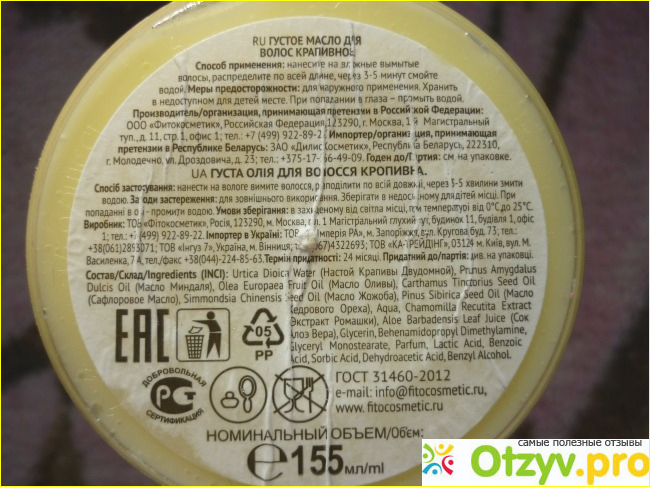 RU ГУСТОЕ МАСЛО ДЛЯ
ВОЛОС КРАПИВНОЕ
Способ применения: нанесите на влажные вымытые
волосы, распределите по всей длине, через 3-5 минут смойте
водой. Меры предосторожности: для наружного применения. Хранить
в недоступном для детей месте. При попадании в глаза – промыть водой.
Производитель/организация, принимающая претензии в Российской Федерации:
ООО «Фитокосметик», Российская Федерация, 123290, г. Москва, 1 й Магистральный
туп., д. 11, стр. 1, офис 1; тел.: +7 (499) 922-89-2 Импортер/организация, принимающая
претензии в Республике Беларусь: ЗАО «ДилисКосметик», Республика Беларусь, 222310,
г. Молодечно, ул. Дроздовича, д. 23; тел.: +375-17- 64-49-09. Годен до/Партия: см. на упаковке.
UA ГУСТА ОЛІЯ ДЛЯ ВОЛОССЯ КРОПИВНА.
Спосіб застосування: нанести на вологе вимите волосся, розподілити по всій довжині, через 3-5 хвилини змити
водою. Заходи застереження: для зовнішнього використання. Зберігати в недоступному для дітей місці. При
попаданні в очі - промити водою. Умови зберігання: в захищеному від світла місці, при температурі від 0°С до 25°С.
Виробник: ТОВ «Фітокосметік», Росія, 123290, м. Москва, 1 Магістральний глухий кут, будинок 11, будівля 1, офіс
1; тел.: +7 (499) 922-89-22. Імпортер в Україні: ТОВ Імперія РА», м. Запоріжжя, вул. Кругова буд. 73; тел.:
+38(061)2893071; ТОВ «Інгуз 7», Україна, м. Вінниця, (67)4322693; ТОВ «КА-ТРЕЙДІНГ», 03124 м. Київ, вул. М.
Василенка, 7 А, тел./факс +38(044)-224-85-63. Термін придатності: 24 місяці. Придатний до/партія: див. на упаковці.
Состав/Склад/Ingredients (INCI): Urtica Dioica Water (Настой Крапивы Двудомной), Prunus Amygdalus
Dulcis Oil (Масло Миндаля), Olea Europaea Fruit Oil (Масло Оливы), Carthamus Tinctorius Seed Oil
(Сафлоровое Масло), Simmondsia Chinensis Seed Oil (Масло Жожоба), Pinus Sibirica Seed Oil (Масло
Кедрового Ореха), Aqua, Chamomilla Recutita Extract
(Экстракт Ромашки), Aloe Barbadensis Leaf Juice (Сок
Алоэ Вера), Glycerin, Behenamidopropyl Dimethylamine,
Glyceryl Monostearate, Parfum, Lactic Acid, Benzoic
Acid, Sorbic Acid, Dehydroacetic Acid, Benzyl Alcohol.
EAC
05
PP
ДОБРОВОЛЬНАЯ
СЕРТИФИКАЦИЯ
ГОСТ 31460-2012
e-mail: info@fitocosmetic.ru,
www.fitocosmetic.ru
НОМИНАЛЬНЫЙ ОБЪЕМ/Об'єм:
℮155 мл/ml
самые полезные отзывы
Otzyv.pro